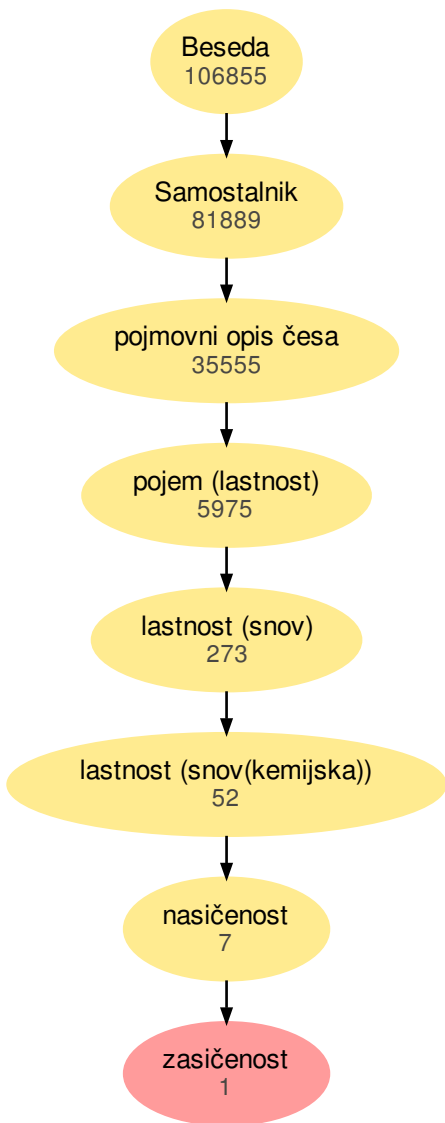 Beseda
106855
Samostalnik
81889
pojmovni opis česa
35555
pojem (lastnost)
5975
lastnost (snov)
273
lastnost (snov(kemijska))
52
nasičenost
7
zasičenost
1